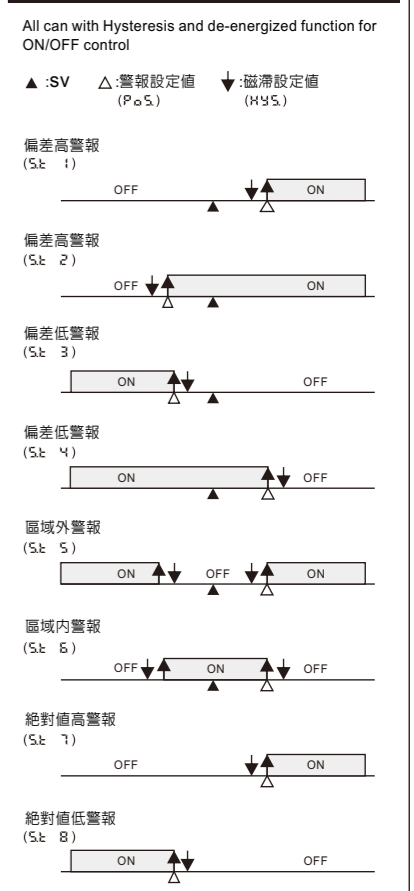 All can with Hysteresis and de-energized function for
ON/OFF control
▲ :SV △:警報設定值 :磁滯設定值
(PoS.) (HYS.)
偏差高警報
(S.t 1)
OFF ON
偏差高警報
(S.t 2)
OFF ON
偏差低警報
(S.t 3)
ON OFF
偏差低警報
(S.t 4)
ON OFF
區域外警報
(S.t 5)
ON OFF ON
區域內警報
(S.t 6)
OFF ON OFF
絕對值高警報
(S.t 7)
OFF ON
絕對值低警報
(S.t 8)
ON OFF